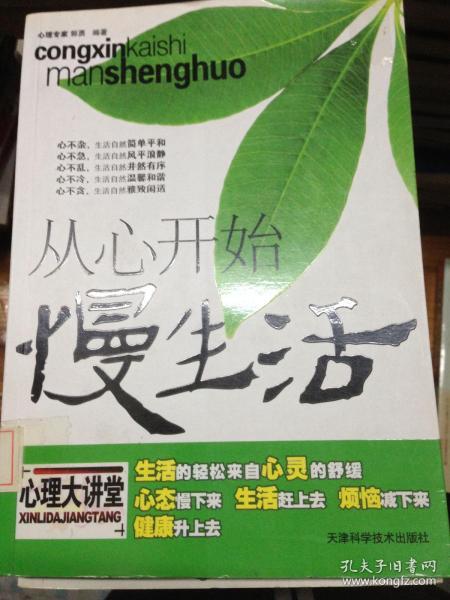 心理专家 郭茜 编著
congxinkaishi
manshenghuo
心不杂，生活自然简单平和
心不急，生活自然风平浪静
心不乱，生活自然井然有序
心不冷，生活自然温馨和谐
心不贪，生活自然雅致闲适
从心开始
慢生活
心理大讲堂
XINLIDAJIANGTANG
生活的轻松来自心灵的舒缓
心态慢下来 生活赶上去 烦恼减下来
健康升上去
天津科学技术出版社
孔夫子旧书网
www.kongfz.com